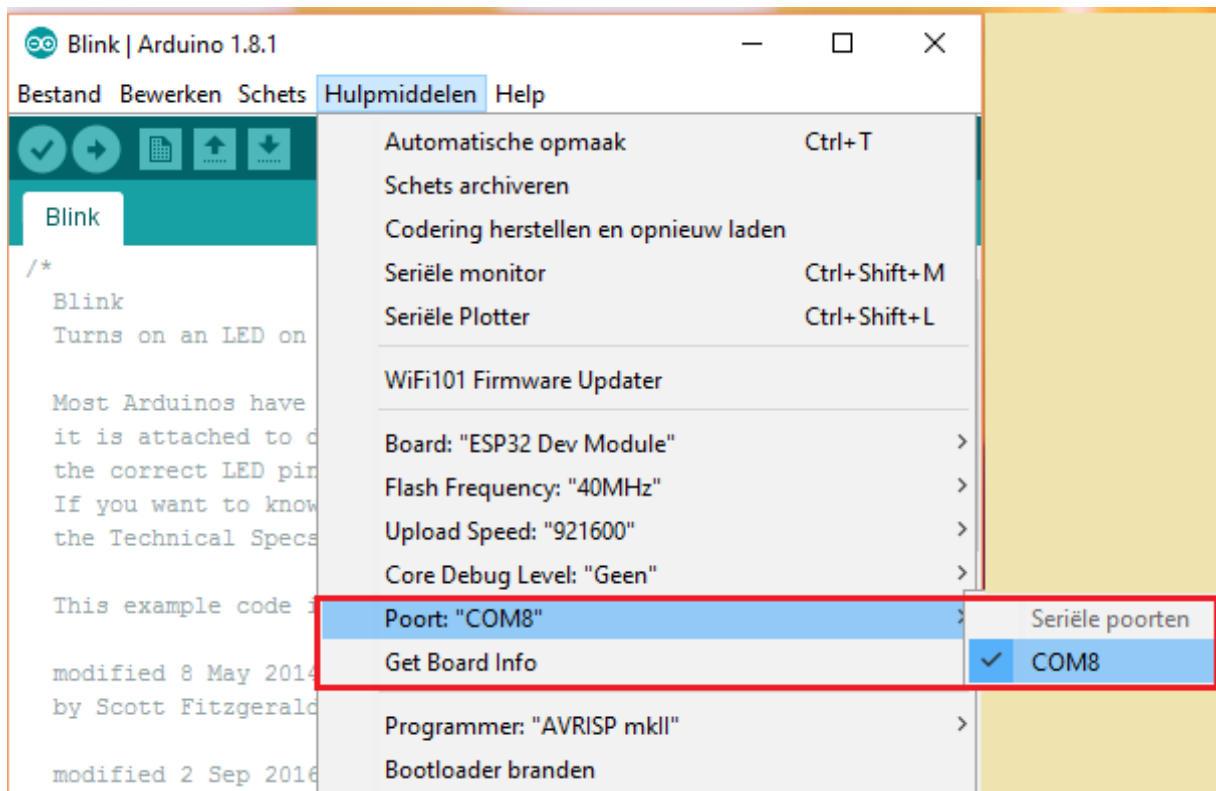 Blink | Arduino 1.8.1
Bestand Bewerken Schets Hulpmiddelen Help
Blink
/*
Blink
Turns on an LED on
Most Arduinos have
it is attached to d
the correct LED pin
If you want to know
the Technical Specs
This example code i
modified 8 May 2014
by Scott Fitzgerald
modified 2 Sep 2016
Automatische opmaak Ctrl+T
Schets archiveren
Codering herstellen en opnieuw laden
Seriële monitor Ctrl+Shift+M
Seriële Plotter Ctrl+Shift+L
WiFi101 Firmware Updater
Board: "ESP32 Dev Module"
Flash Frequency: "40MHz"
Upload Speed: "921600"
Core Debug Level: "Geen"
Poort: "COM8"
Get Board Info
Programmer: "AVRISP mkII"
Bootloader branden
Seriële poorten
COM8